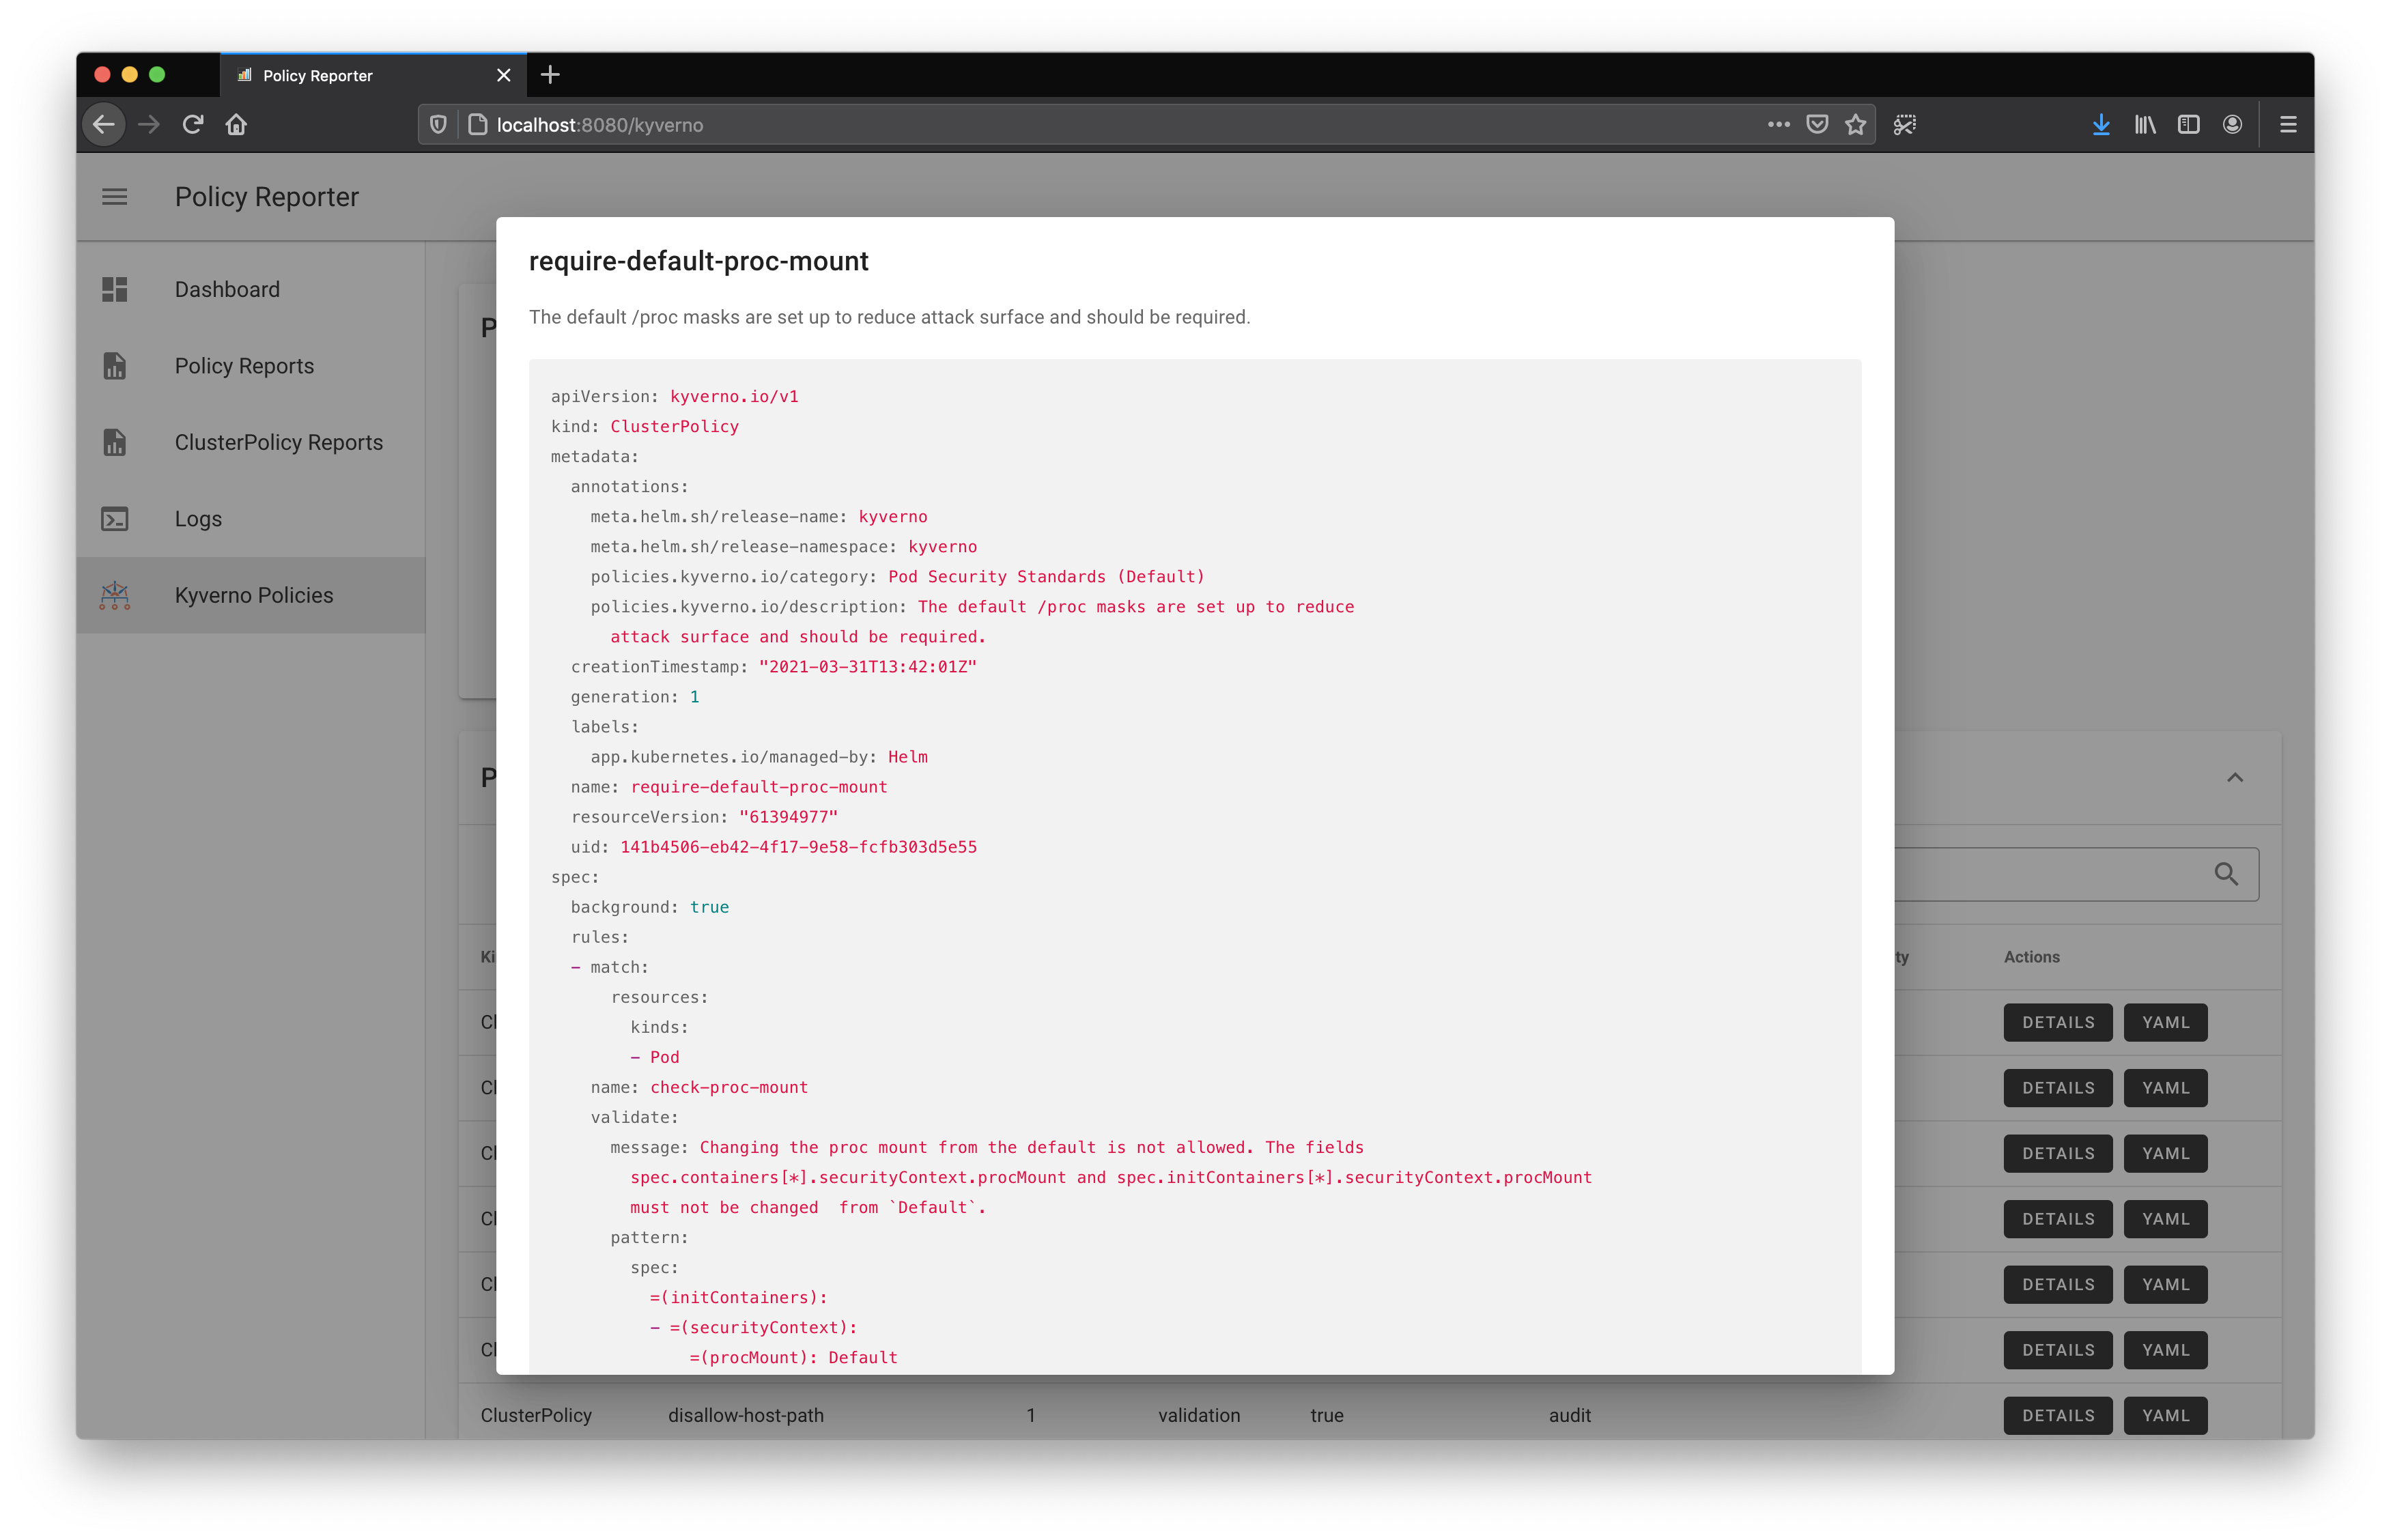 Policy Reporter
localhost:8080/kyverno
Policy Reporter
Dashboard
Policy Reports
ClusterPolicy Reports
Logs
Kyverno Policies
require-default-proc-mount
The default /proc masks are set up to reduce attack surface and should be required.
apiVersion: kyverno.io/v1
kind: ClusterPolicy
metadata:
  annotations:
    meta.helm.sh/release-name: kyverno
    meta.helm.sh/release-namespace: kyverno
    policies.kyverno.io/category: Pod Security Standards (Default)
    policies.kyverno.io/description: The default /proc masks are set up to reduce
      attack surface and should be required.
  creationTimestamp: "2021-03-31T13:42:01Z"
  generation: 1
  labels:
    app.kubernetes.io/managed-by: Helm
  name: require-default-proc-mount
  resourceVersion: "61394977"
  uid: 141b4506-eb42-4f17-9e58-fcfb303d5e55
spec:
  background: true
  rules:
  - match:
      resources:
        kinds:
        - Pod
    name: check-proc-mount
    validate:
      message: Changing the proc mount from the default is not allowed. The fields
        spec.containers[*].securityContext.procMount and spec.initContainers[*].securityContext.procMount
        must not be changed  from `Default`.
      pattern:
        spec:
          =(initContainers):
          - =(securityContext):
              =(procMount): Default
Actions
DETAILS YAML
DETAILS YAML
DETAILS YAML
DETAILS YAML
DETAILS YAML
DETAILS YAML
ClusterPolicy disallow-host-path 1 validation true audit DETAILS YAML